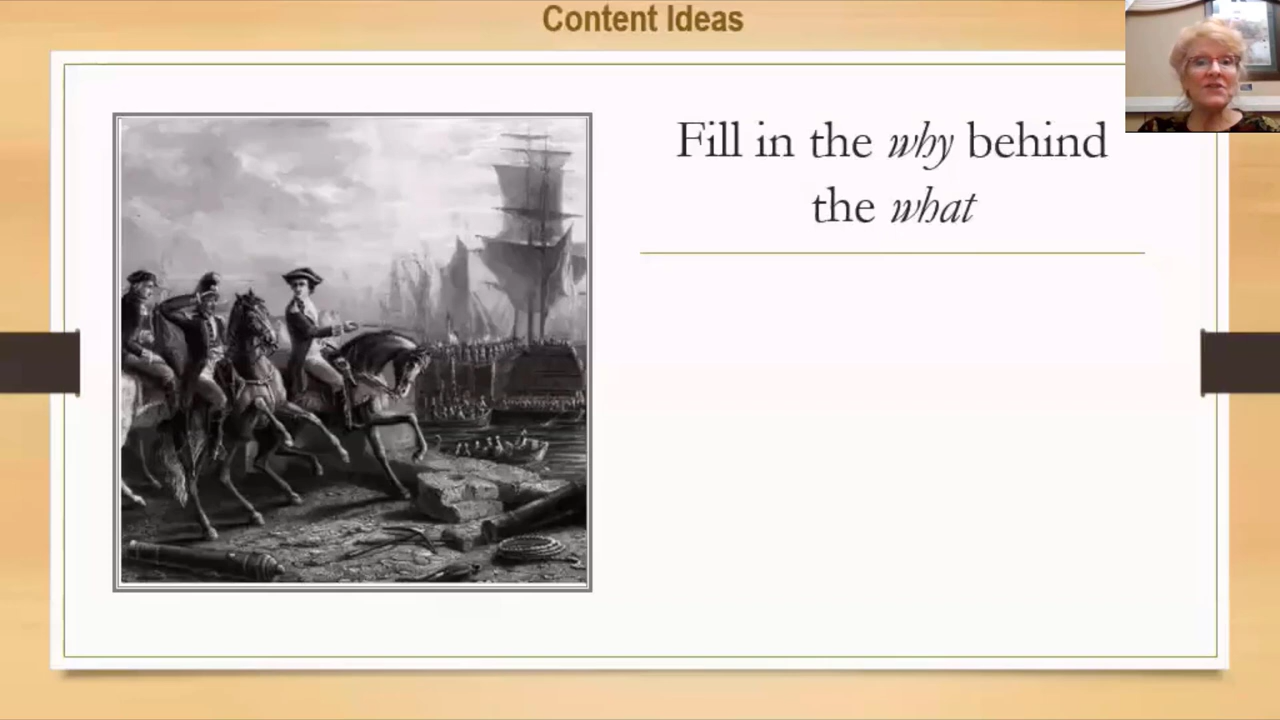 Content Ideas
Fill in the why behind
the what